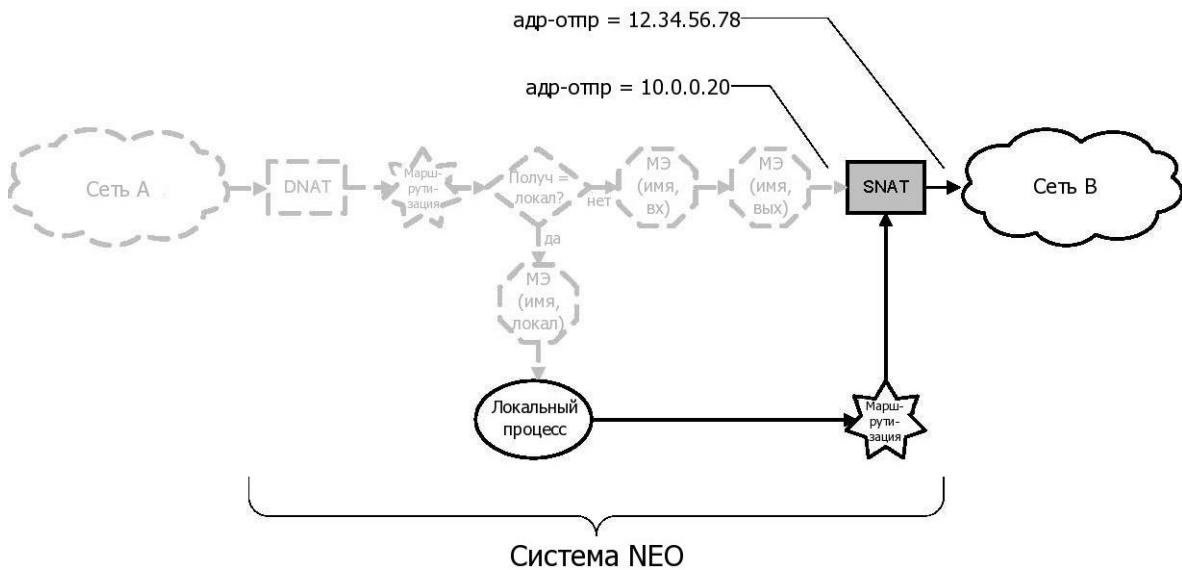 адр-отпр = 12.34.56.78
адр-отпр = 10.0.0.20
Сеть А
DNAT
Марш-
рути-
зация
Получ =
локал?
нет
да
МЭ
(имя,
вх)
МЭ
(имя,
вых)
SNAT
Сеть В
МЭ
(имя,
локал)
Локальный
процесс
Марш-
рути-
зация
Система NEO